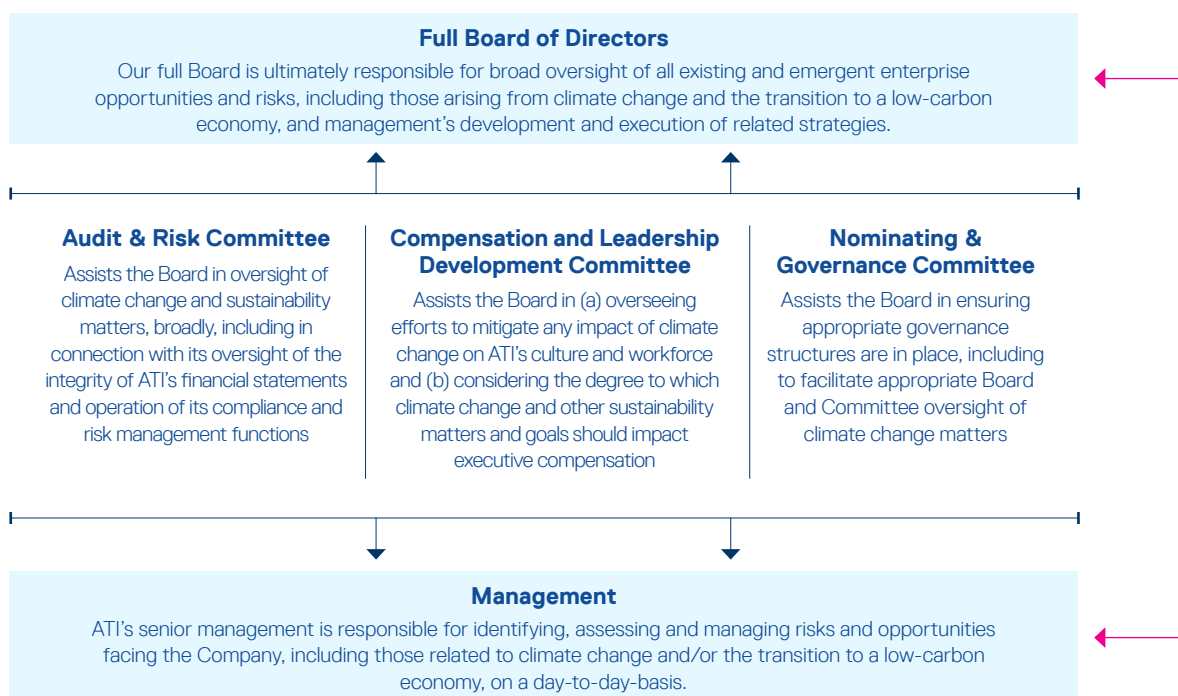 Full Board of Directors
Our full Board is ultimately responsible for broad oversight of all existing and emergent enterprise
opportunities and risks, including those arising from climate change and the transition to a low-carbon
economy, and management’s development and execution of related strategies.
Audit & Risk Committee
Assists the Board in oversight of
climate change and sustainability
matters, broadly, including in
connection with its oversight of the
integrity of ATI’s financial statements
and operation of its compliance and
risk management functions
Compensation and Leadership
Development Committee
Assists the Board in (a) overseeing
efforts to mitigate any impact of climate
change on ATI’s culture and workforce
and (b) considering the degree to which
climate change and other sustainability
matters and goals should impact
executive compensation
Nominating &
Governance Committee
Assists the Board in ensuring
appropriate governance
structures are in place, including
to facilitate appropriate Board
and Committee oversight of
climate change matters
Management
ATI’s senior management is responsible for identifying, assessing and managing risks and opportunities
facing the Company, including those related to climate change and/or the transition to a low-carbon
economy, on a day-to-day-basis.